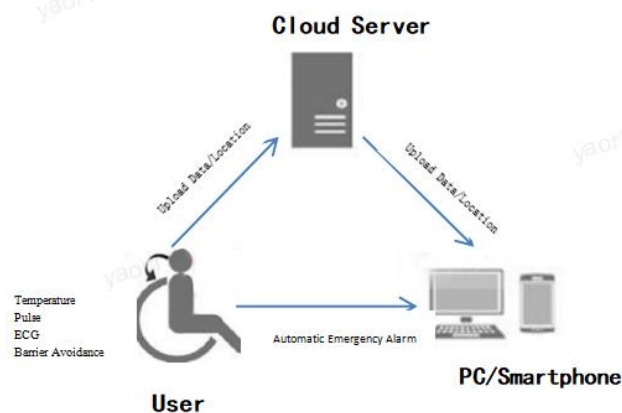 Cloud Server
Upload Data/Location
Upload Data/Location
Temperature
Pulse
ECG
Barrier Avoidance
Automatic Emergency Alarm
User
PC/Smartphone